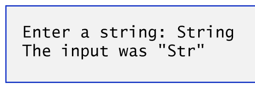 Enter a string: String
The input was "Str"